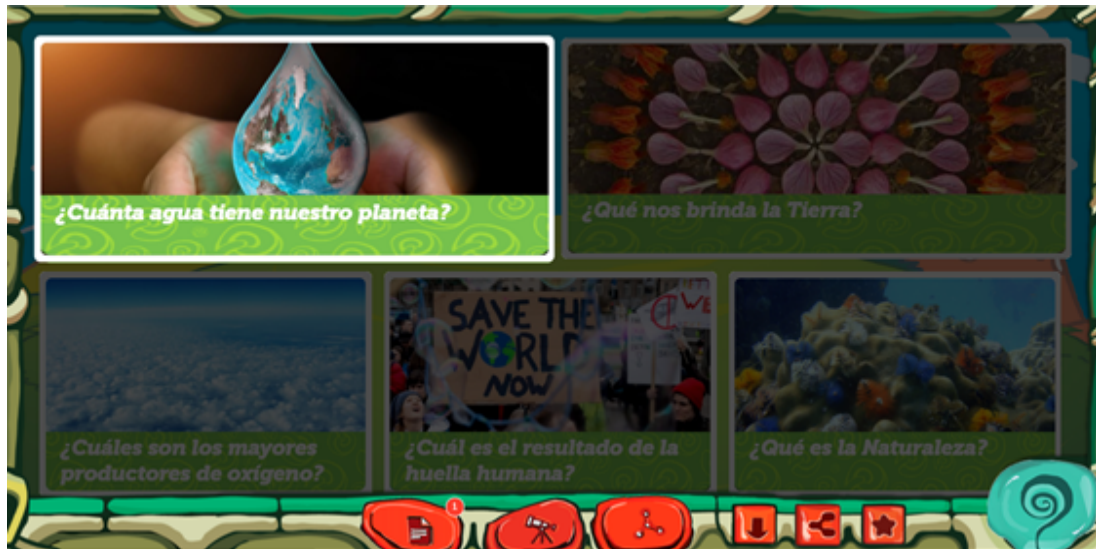 ¿Cuánta agua tiene nuestro planeta?
¿Qué nos brinda la Tierra?
SAVE THE
WORLD
NOW
WE
¿Cuáles son los mayores
productores de oxígeno?
¿Cuál es el resultado de la
huella humana?
¿Qué es la Naturaleza?
1